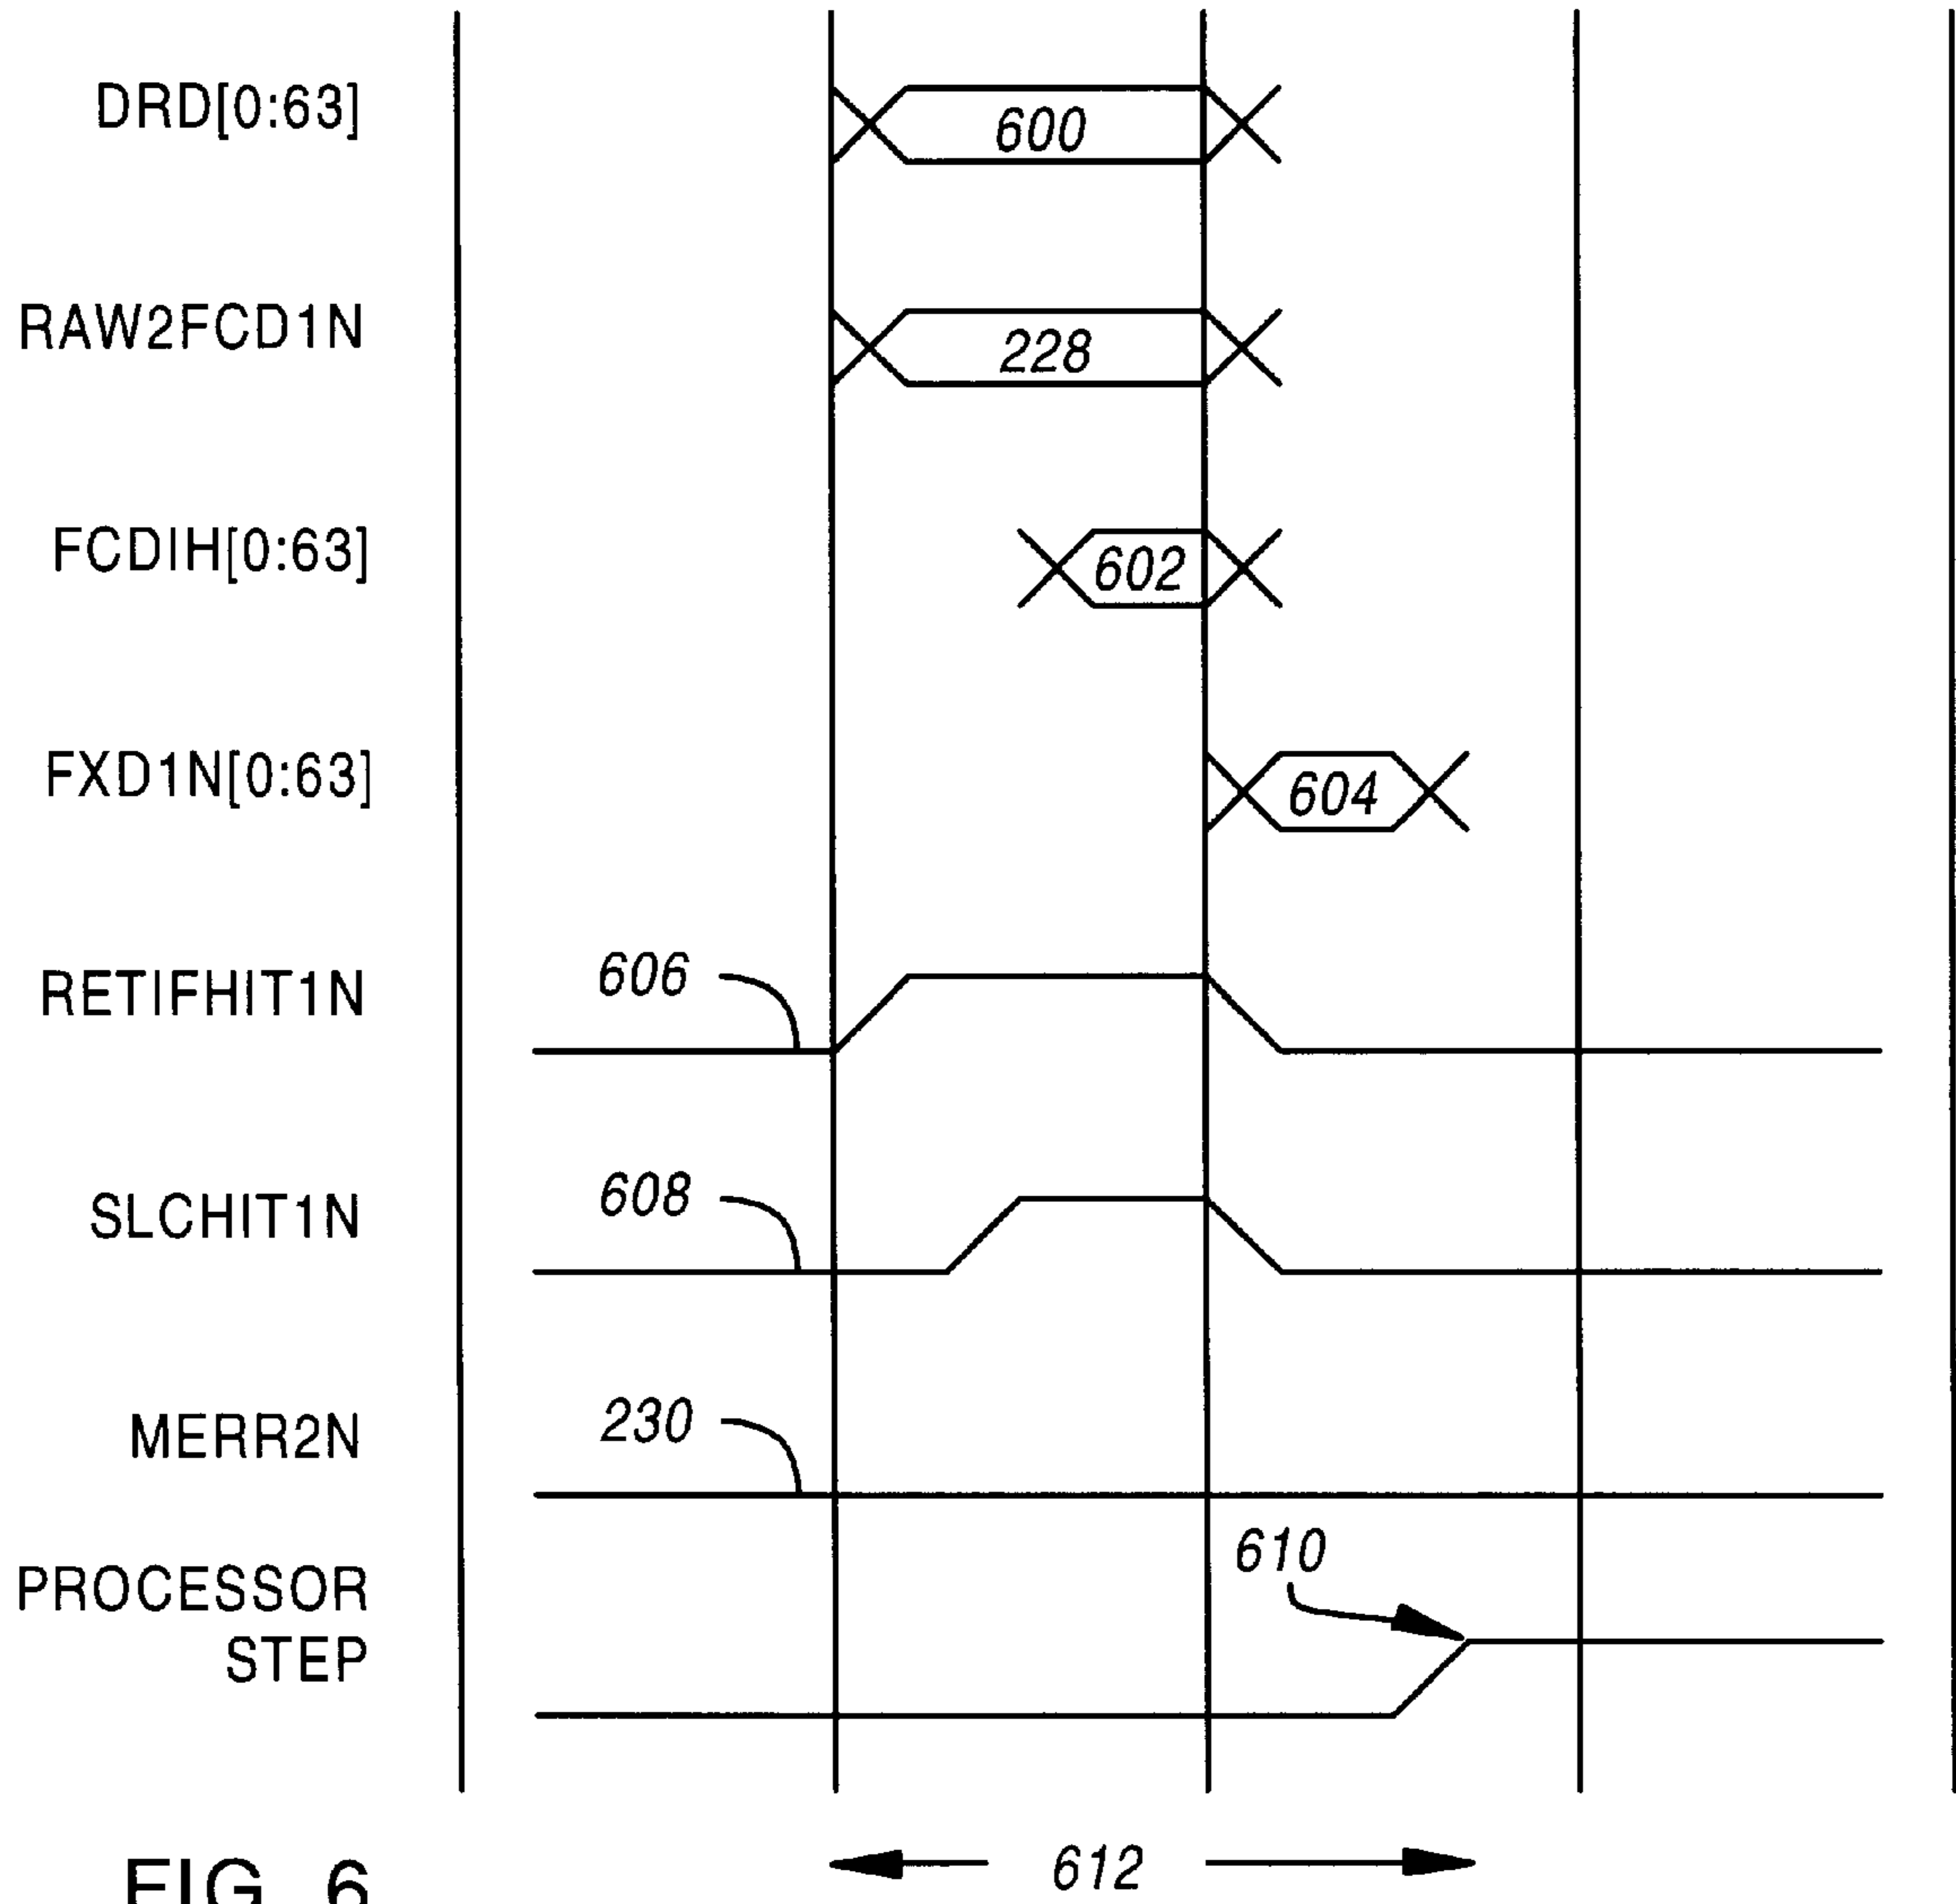 DRD[0:63]
600
RAW2FCD1N
228
FCDIH[0:63]
602
FXD1N[0:63]
604
RETIFHIT1N
606
SLCHIT1N
608
MERR2N
230
610
PROCESSOR
STEP
612
FIG. 6